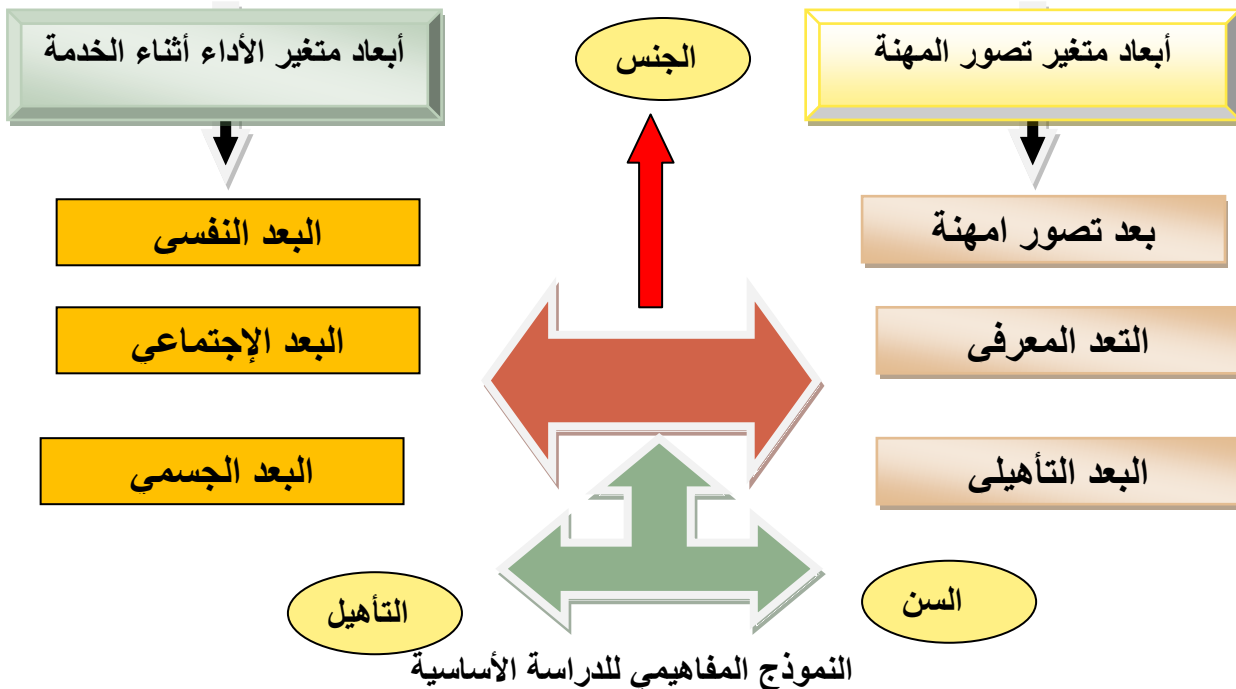 أبعاد متغير تصور المهنة
الجنس
أبعاد متغير الأداء أثناء الخدمة
بعد تصور امهنة
البعد النفسى
التعد المعرفى
البعد الإجتماعي
البعد التأهيلى
البعد الجسمي
السن
التأهيل
النموذج المفاهيمي للدراسة الأساسية